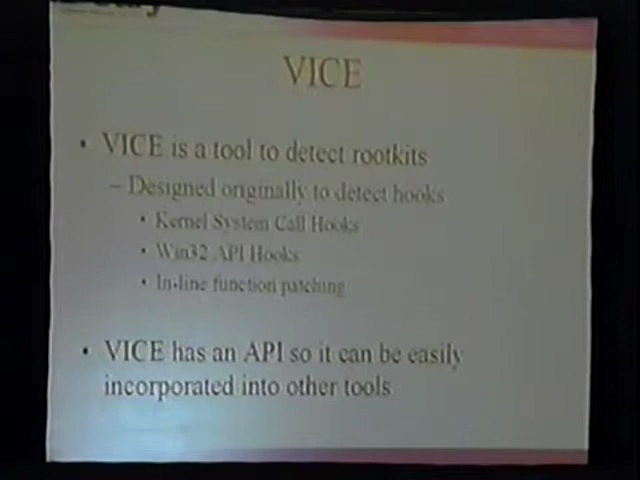 VICE
• VICE is a tool to detect rootkits
– Designed originally to detect hooks
• Kernel System Call Hooks
• Win32 API Hooks
• In-line function patching
• VICE has an API so it can be easily
incorporated into other tools